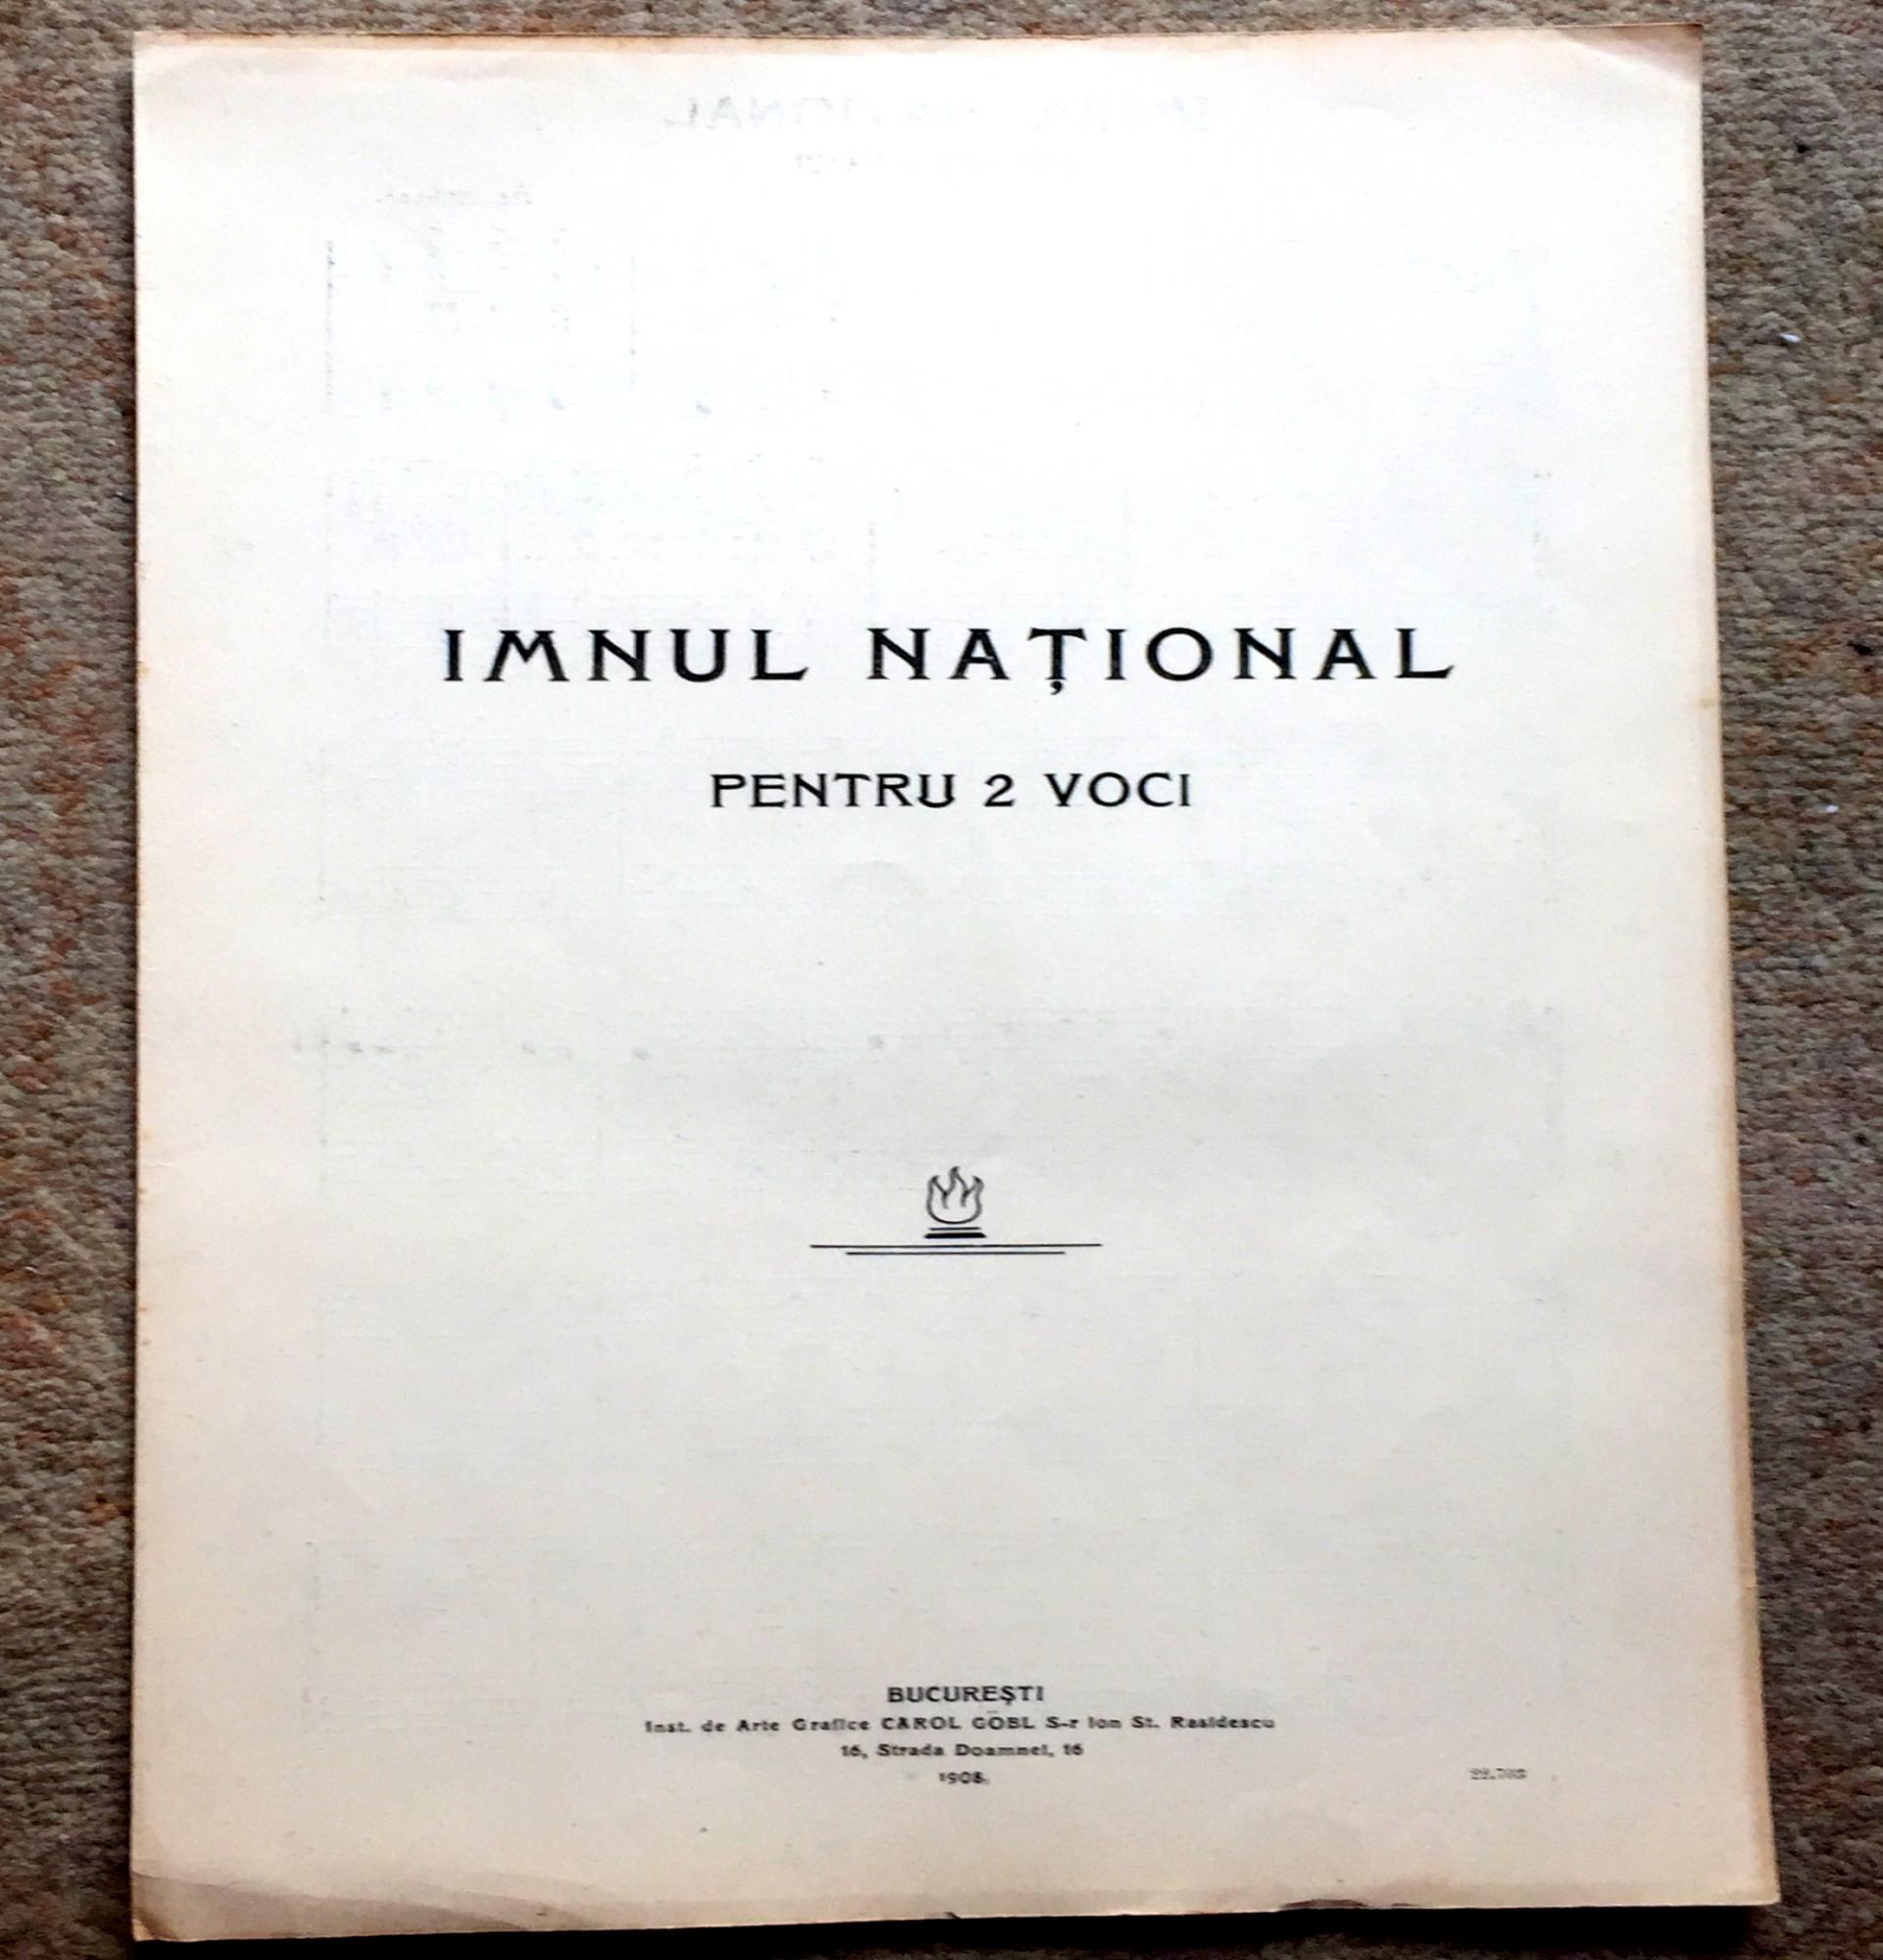 IMNUL NAȚIONAL
PENTRU 2 VOCI
BUCUREȘTI
Inst. de Arte Grafice CAROL GÖBL S-r Ion St. Rasidescu
16, Strada Doamnei, 16
1908.